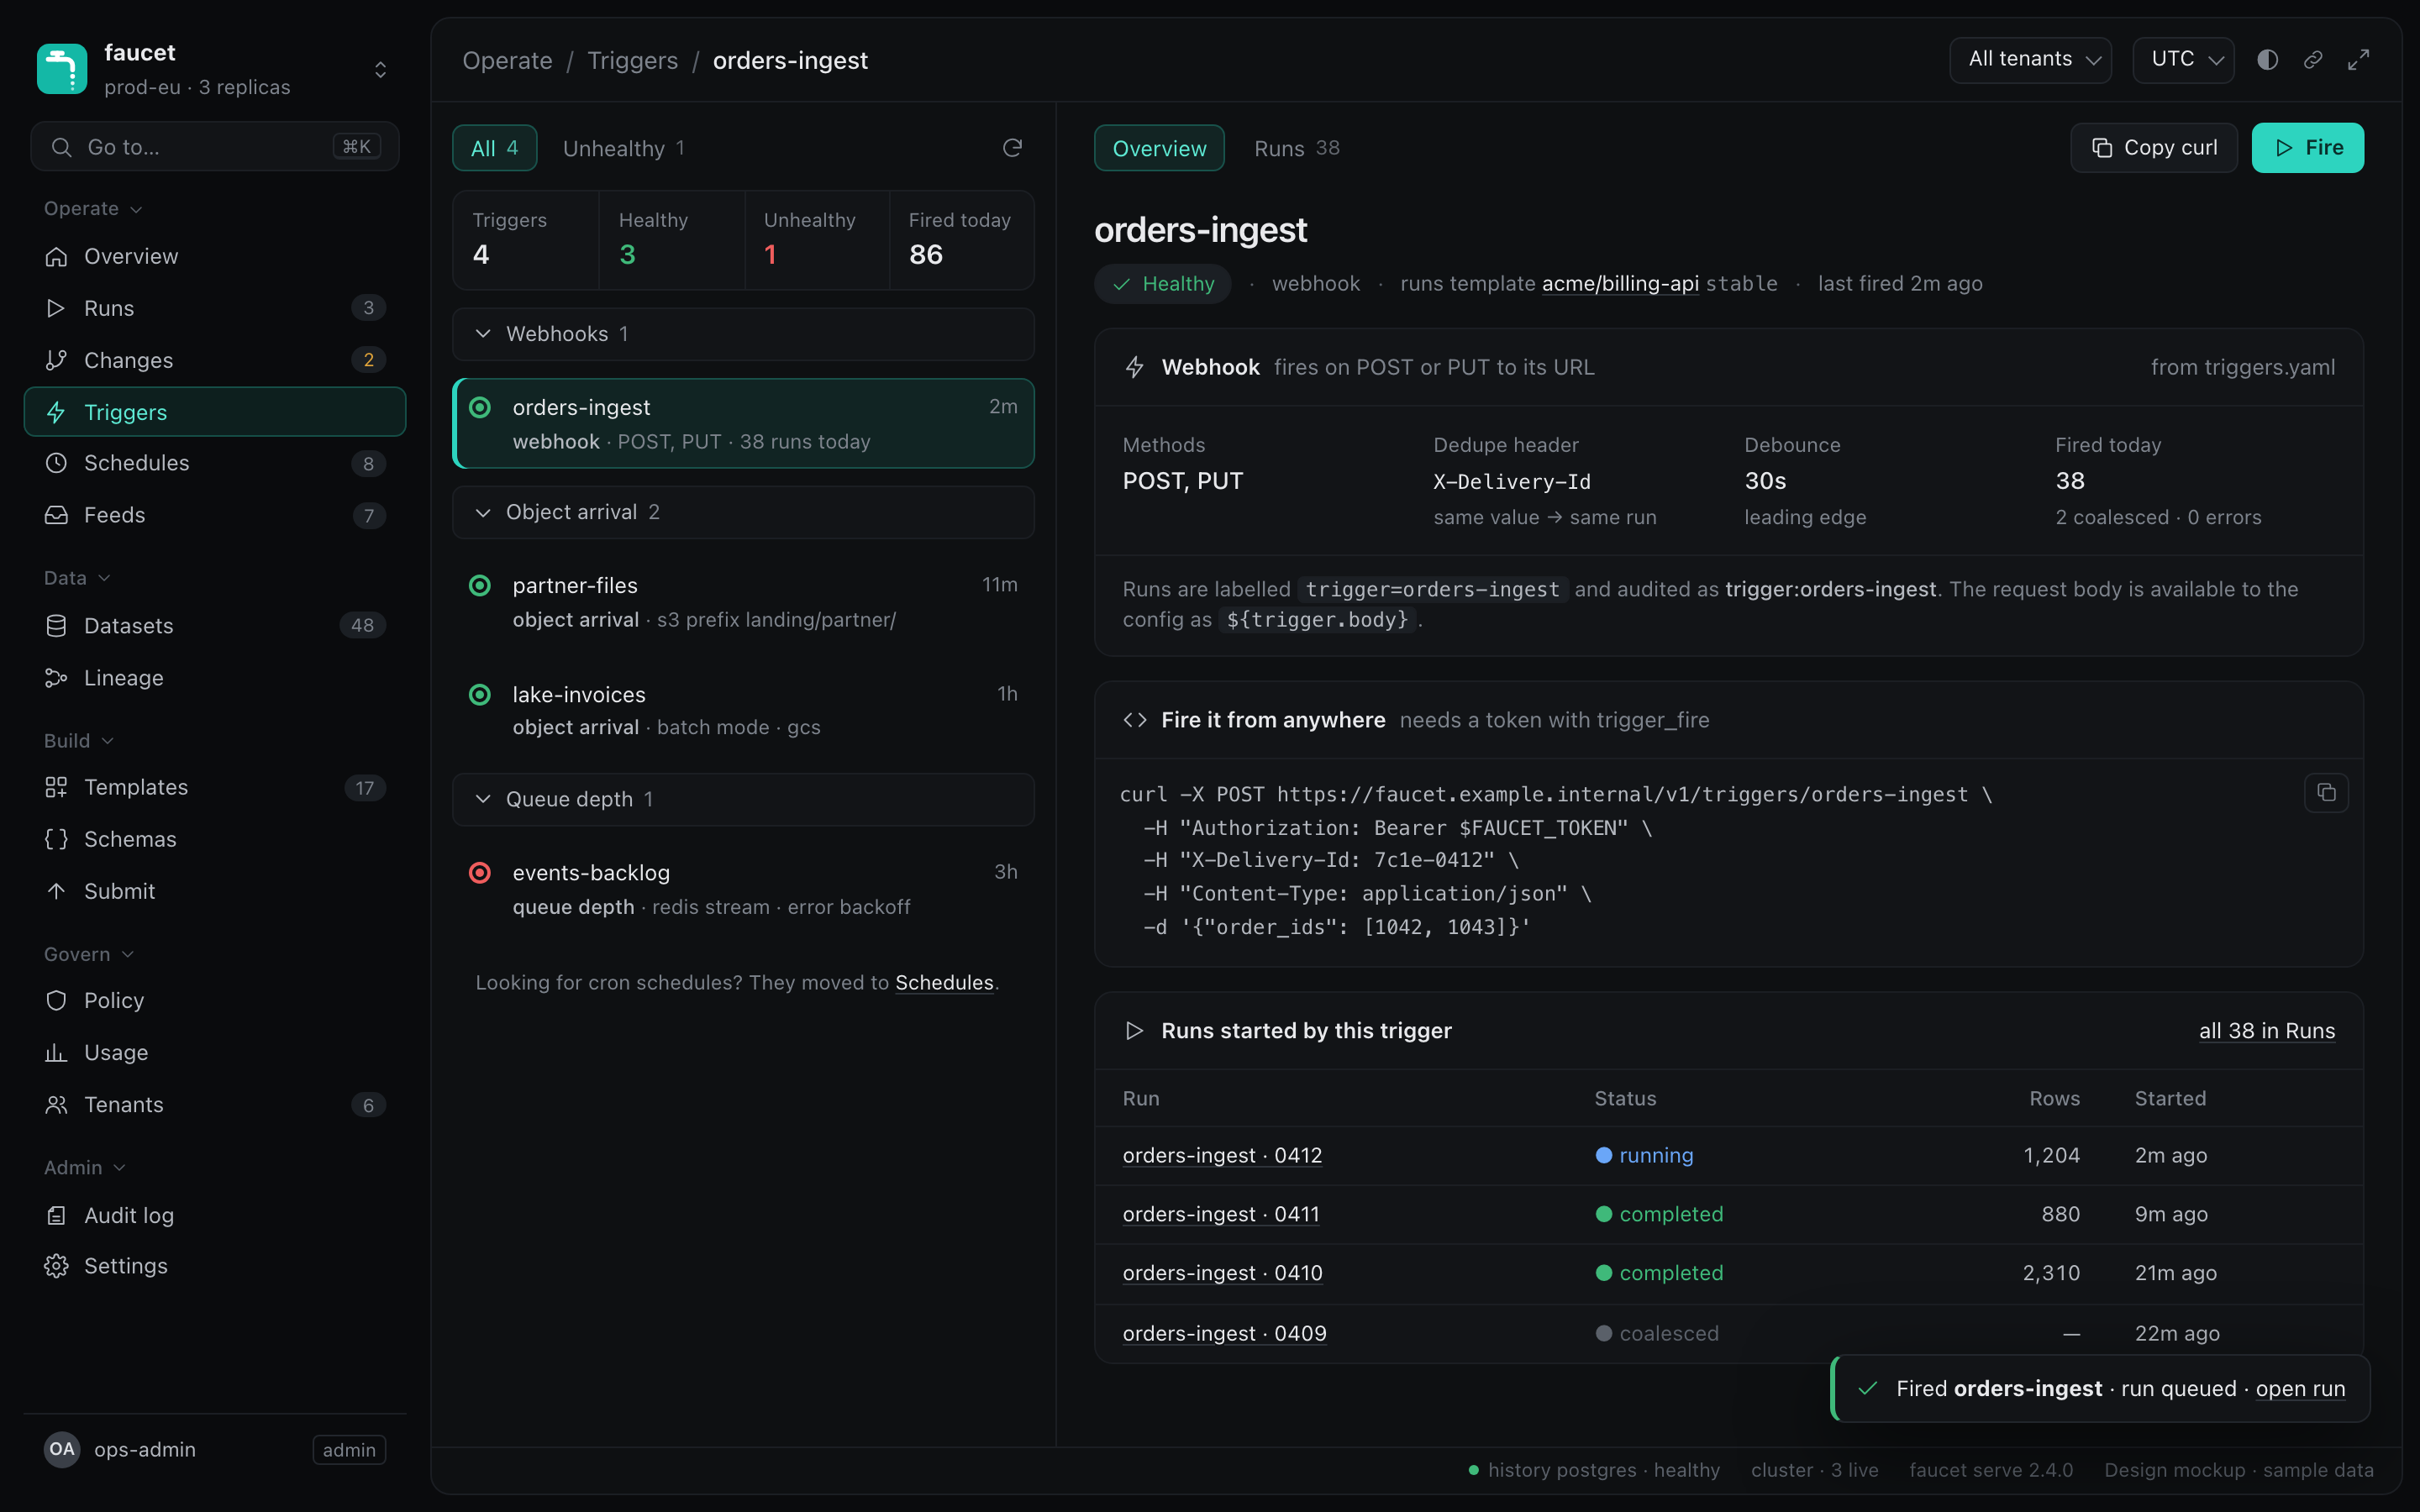 faucet
prod-eu · 3 replicas
Go to... ⌘K
Operate
Overview
Runs 3
Changes 2
Triggers
Schedules 8
Feeds 7
Data
Datasets 48
Lineage
Build
Templates 17
Schemas
Submit
Govern
Policy
Usage
Tenants 6
Admin
Audit log
Settings
OA ops-admin admin
Operate / Triggers / orders-ingest
All tenants UTC
All 4 Unhealthy 1
Triggers Healthy Unhealthy Fired today
4 3 1 86
Webhooks 1
orders-ingest 2m
webhook · POST, PUT · 38 runs today
Object arrival 2
partner-files 11m
object arrival · s3 prefix landing/partner/
lake-invoices 1h
object arrival · batch mode · gcs
Queue depth 1
events-backlog 3h
queue depth · redis stream · error backoff
Looking for cron schedules? They moved to Schedules.
Overview Runs 38 Copy curl Fire
orders-ingest
Healthy · webhook · runs template acme/billing-api stable · last fired 2m ago
Webhook fires on POST or PUT to its URL from triggers.yaml
Methods Dedupe header Debounce Fired today
POST, PUT X-Delivery-Id 30s 38
same value → same run leading edge 2 coalesced · 0 errors
Runs are labelled trigger=orders-ingest and audited as trigger:orders-ingest. The request body is available to the
config as ${trigger.body}.
Fire it from anywhere needs a token with trigger_fire
curl -X POST https://faucet.example.internal/v1/triggers/orders-ingest \
-H "Authorization: Bearer $FAUCET_TOKEN" \
-H "X-Delivery-Id: 7c1e-0412" \
-H "Content-Type: application/json" \
-d '{"order_ids": [1042, 1043]}'
Runs started by this trigger all 38 in Runs
Run Status Rows Started
orders-ingest · 0412 running 1,204 2m ago
orders-ingest · 0411 completed 880 9m ago
orders-ingest · 0410 completed 2,310 21m ago
orders-ingest · 0409 coalesced — 22m ago
Fired orders-ingest · run queued · open run
history postgres · healthy cluster · 3 live faucet serve 2.4.0 Design mockup · sample data